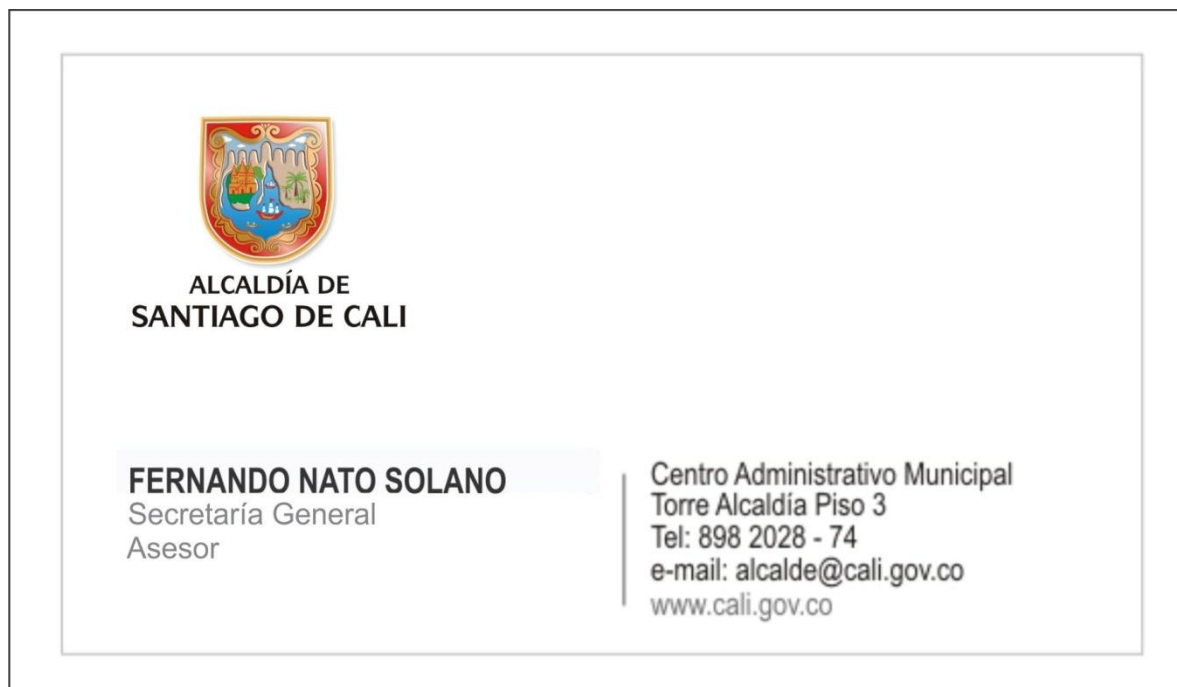 ALCALDÍA DE
SANTIAGO DE CALI
FERNANDO NATO SOLANO
Secretaría General
Asesor
Centro Administrativo Municipal
Torre Alcaldía Piso 3
Tel: 898 2028 - 74
e-mail: alcalde@cali.gov.co
www.cali.gov.co